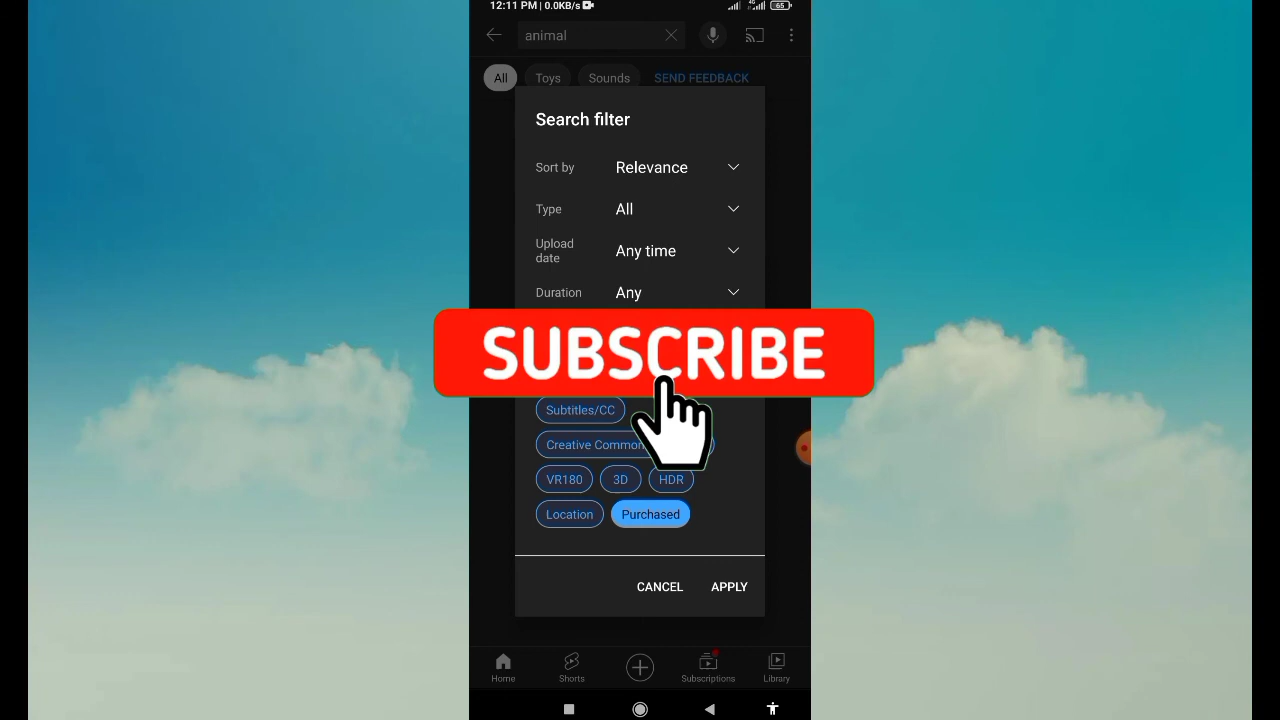 12:11 PM | 0.0KB/s 4G 65
animal
All Toys Sounds SEND FEEDBACK
Search filter
Sort by Relevance
Type All
Upload date Any time
Duration Any
SUBSCRIBE
Subtitles/CC
Creative
VR180 3D HDR
Location Purchased
CANCEL APPLY
Home Shorts Subscriptions Library